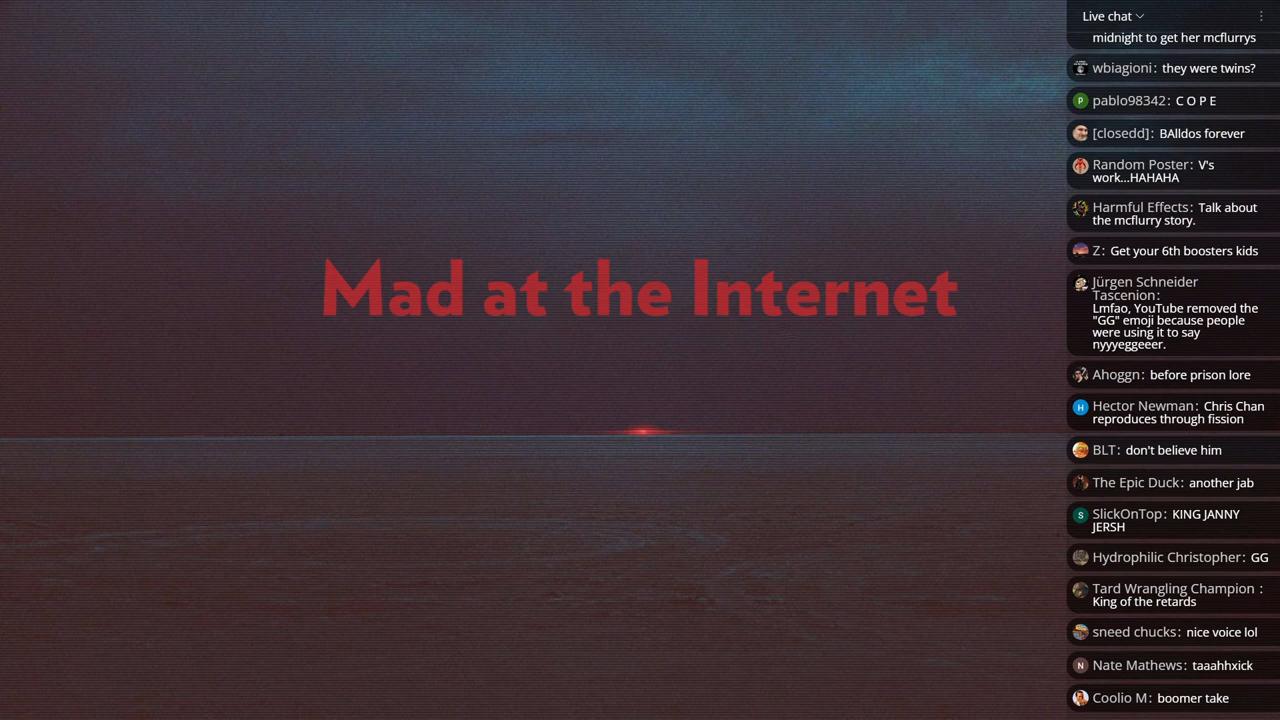 Live chat
midnight to get her mcflurrys
wbiagioni: they were twins?
P pablo98342: C O P E
[closedd]: BAlldos forever
Random Poster: V's
work...HAHAHA
Mad at the Internet
Harmful Effects: Talk about
the mcflurry story.
Z: Get your 6th boosters kids
Jürgen Schneider
Tascenion:
Lmfao, YouTube removed the
"GG" emoji because people
were using it to say
nyyyeggeeer.
Ahoggn: before prison lore
H Hector Newman: Chris Chan
reproduces through fission
BLT: don't believe him
The Epic Duck: another jab
S SlickOnTop: KING JANNY
JERSH
Hydrophilic Christopher: GG
Tard Wrangling Champion :
King of the retards
sneed chucks: nice voice lol
N Nate Mathews: taaahhxick
Coolio M: boomer take